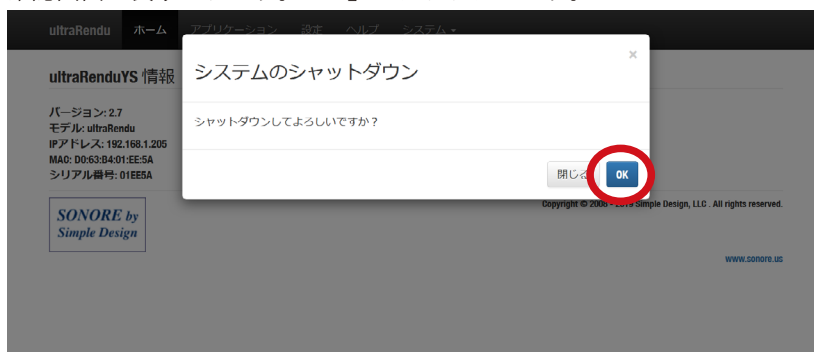 ultraRendu ホーム アプリケーション 設定 ヘルプ システム
×
システムのシャットダウン
ultraRenduYS 情報
バージョン: 2.7
モデル: ultraRendu
シャットダウンしてよろしいですか？
IPアドレス: 192.168.1.205
MAC: D0:63:B4:01:EE:5A
シリアル番号: 01EE5A
閉じる OK
Copyright © 2008 - 2019 Simple Design, LLC . All rights reserved.
SONORE by
Simple Design
www.sonore.us